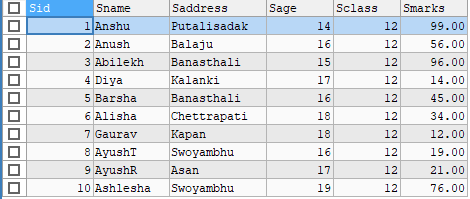 Sid Sname Saddress Sage Sclass Smarks
1 Anshu Putalisadak 14 12 99.00
2 Anush Balaju 16 12 56.00
3 Abilekh Banasthali 15 12 96.00
4 Diya Kalanki 17 12 14.00
5 Barsha Banasthali 16 12 45.00
6 Alisha Chettrapati 18 12 34.00
7 Gaurav Kapan 18 12 12.00
8 AyushT Swoyambhu 16 12 19.00
9 AyushR Asan 17 12 21.00
10 Ashlesha Swoyambhu 19 12 76.00